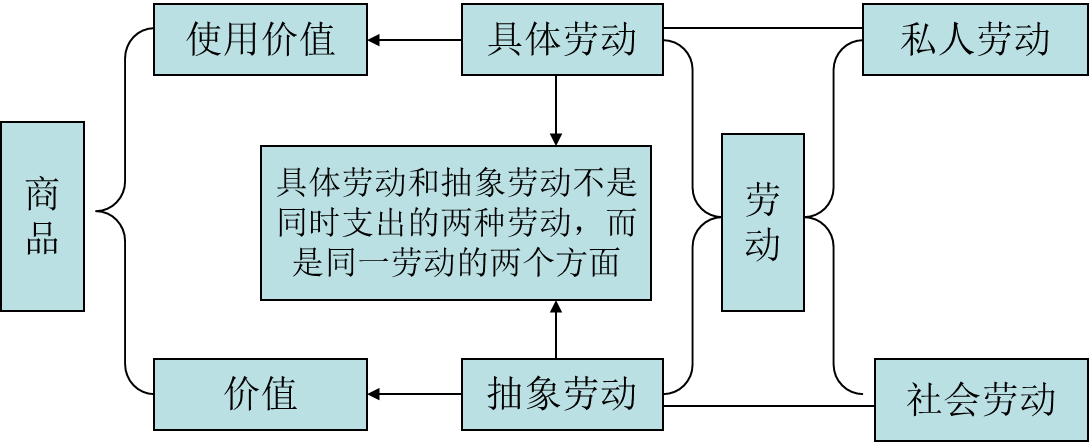 使用价值
具体劳动
私人劳动
商
品
具体劳动和抽象劳动不是
同时支出的两种劳动，而
是同一劳动的两个方面
劳
动
价值
抽象劳动
社会劳动